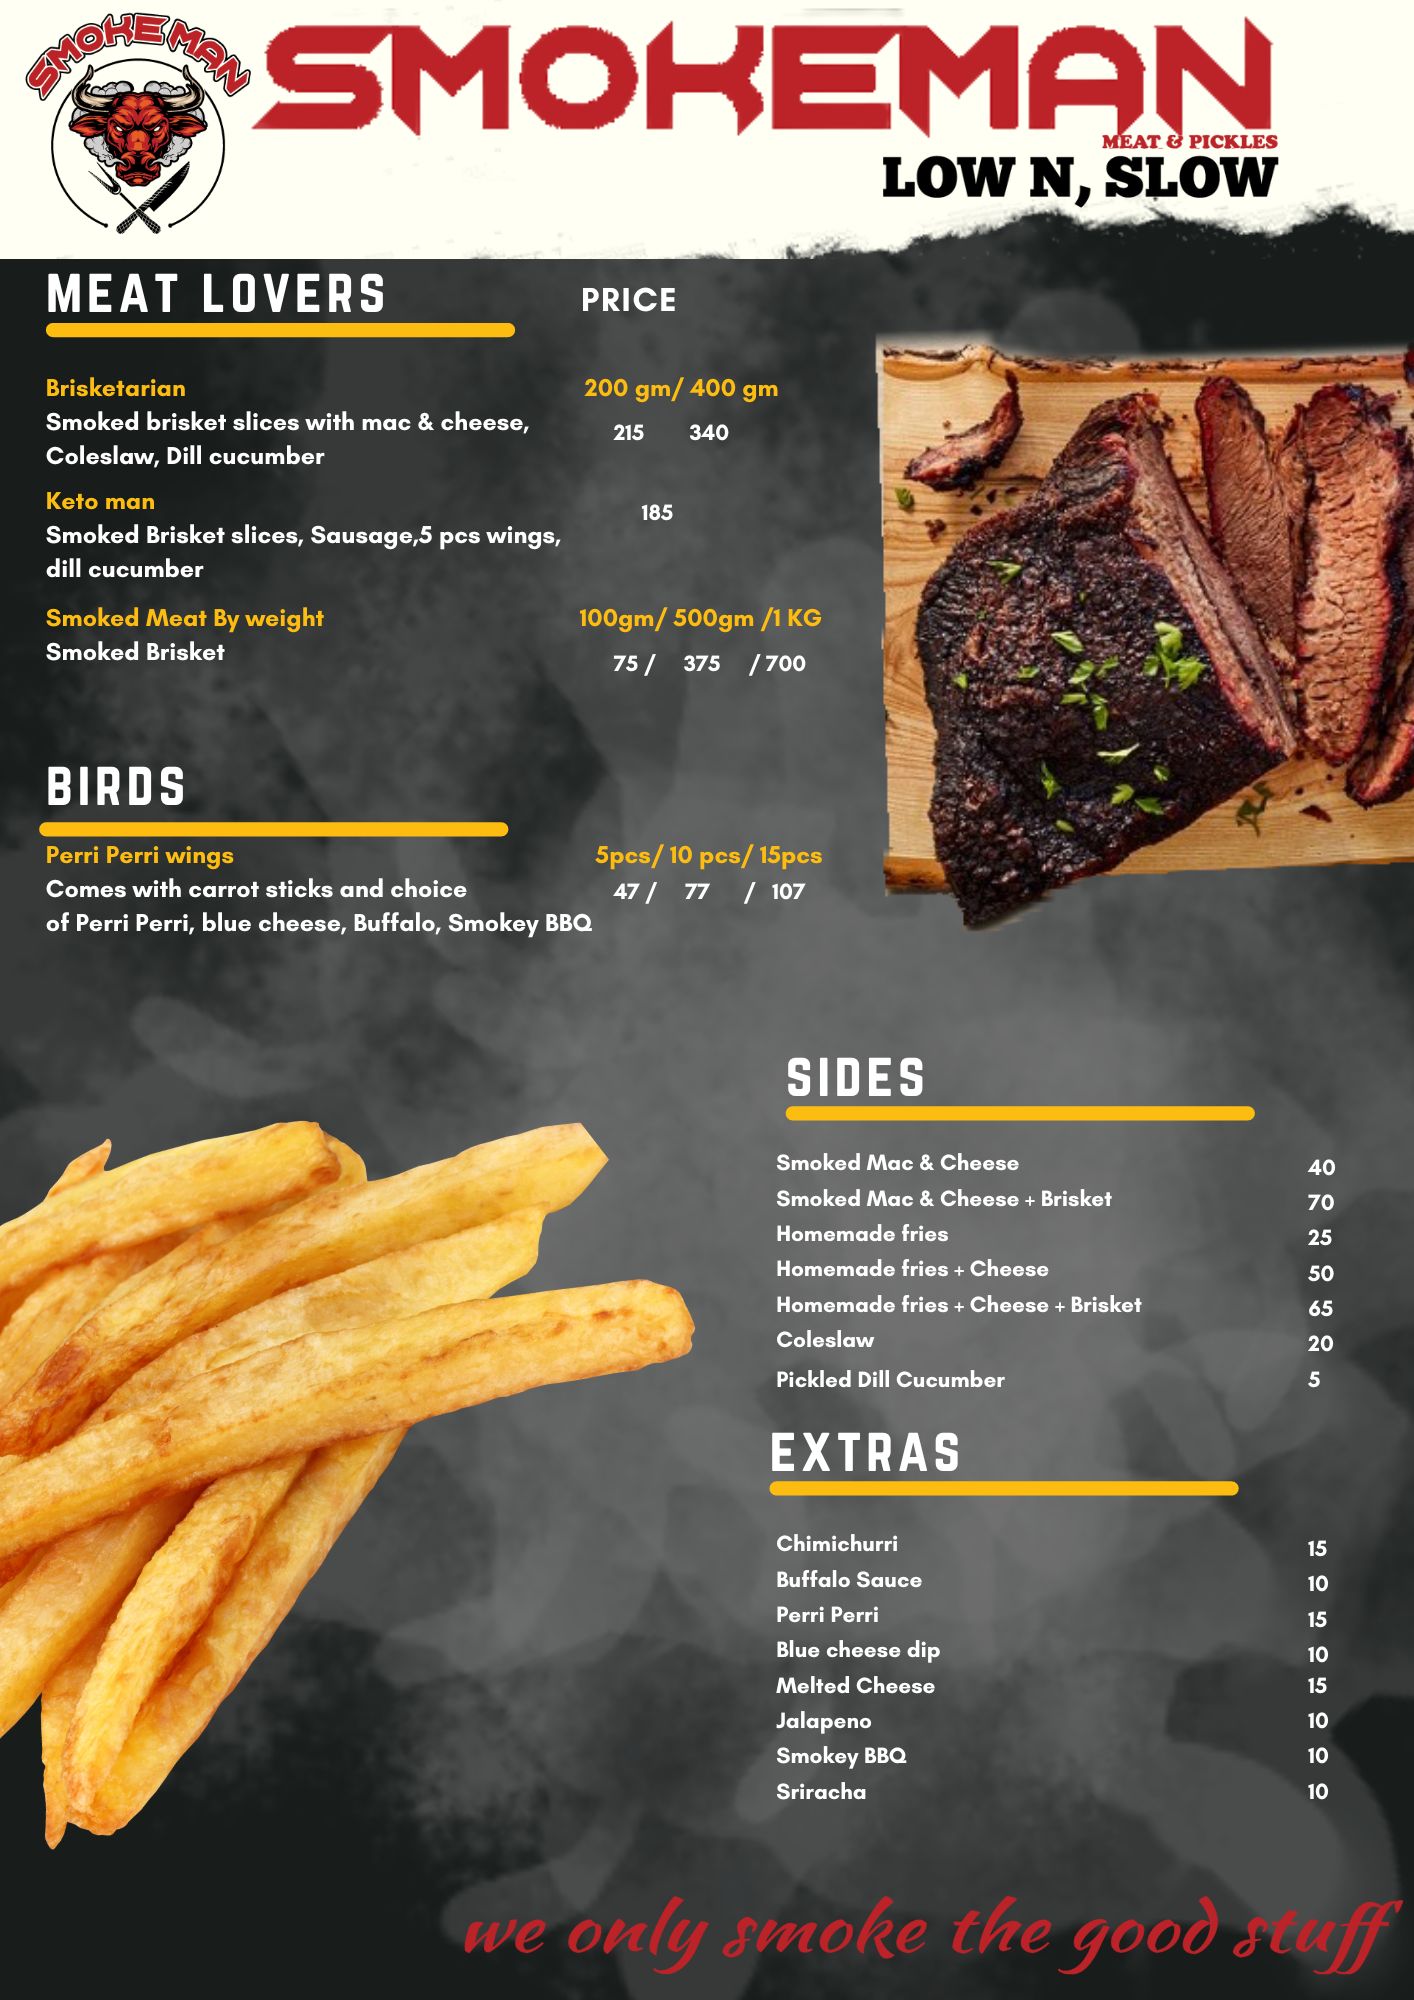 SMOKE MAN
SMOKEMAN
MEAT & PICKLES
LOW N, SLOW
MEAT LOVERS
PRICE
Brisketarian
200 gm/ 400 gm
Smoked brisket slices with mac & cheese,
215 340
Coleslaw, Dill cucumber
Keto man
185
Smoked Brisket slices, Sausage,5 pcs wings,
dill cucumber
Smoked Meat By weight
100gm/ 500gm /1 KG
Smoked Brisket
75 / 375 / 700
BIRDS
Perri Perri wings
5pcs/ 10 pcs/ 15pcs
Comes with carrot sticks and choice
47 / 77 / 107
of Perri Perri, blue cheese, Buffalo, Smokey BBQ
SIDES
Smoked Mac & Cheese 40
Smoked Mac & Cheese + Brisket 70
Homemade fries 25
Homemade fries + Cheese 50
Homemade fries + Cheese + Brisket 65
Coleslaw 20
Pickled Dill Cucumber 5
EXTRAS
Chimichurri 15
Buffalo Sauce 10
Perri Perri 15
Blue cheese dip 10
Melted Cheese 15
Jalapeno 10
Smokey BBQ 10
Sriracha 10
we only smoke the good stuff